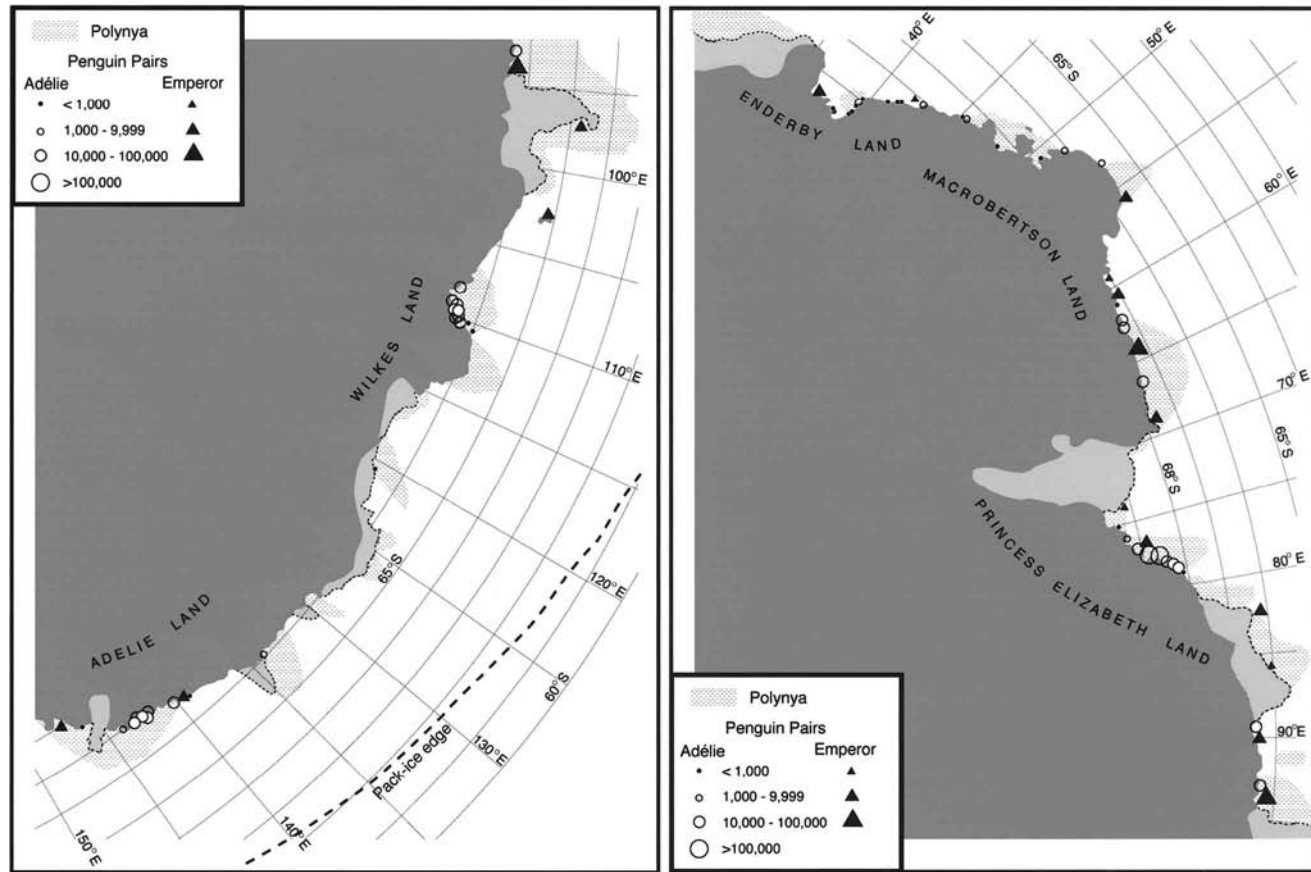 Polynya
Penguin Pairs
Adélie Emperor
< 1,000
1,000 - 9,999
10,000 - 100,000
>100,000
100°E
WILKES LAND
110°E
120°E
65°S
ADELIE LAND
60°S
130°E
Pack-ice edge
140°E
150°E
40°E
50°E
65°S
ENDERBY LAND
MACROBERTSON LAND
60°E
70°E
65°S
68°S
PRINCESS ELIZABETH LAND
80°E
90°E
Polynya
Penguin Pairs
Adélie Emperor
< 1,000
1,000 - 9,999
10,000 - 100,000
>100,000